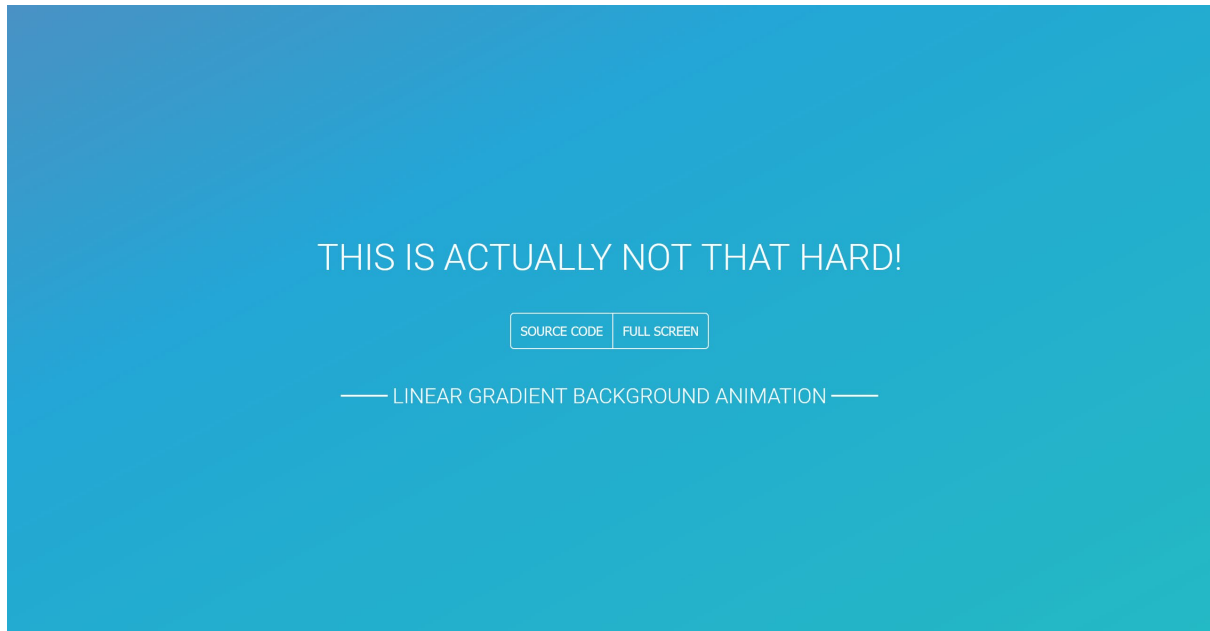 THIS IS ACTUALLY NOT THAT HARD!
SOURCE CODE FULL SCREEN
LINEAR GRADIENT BACKGROUND ANIMATION